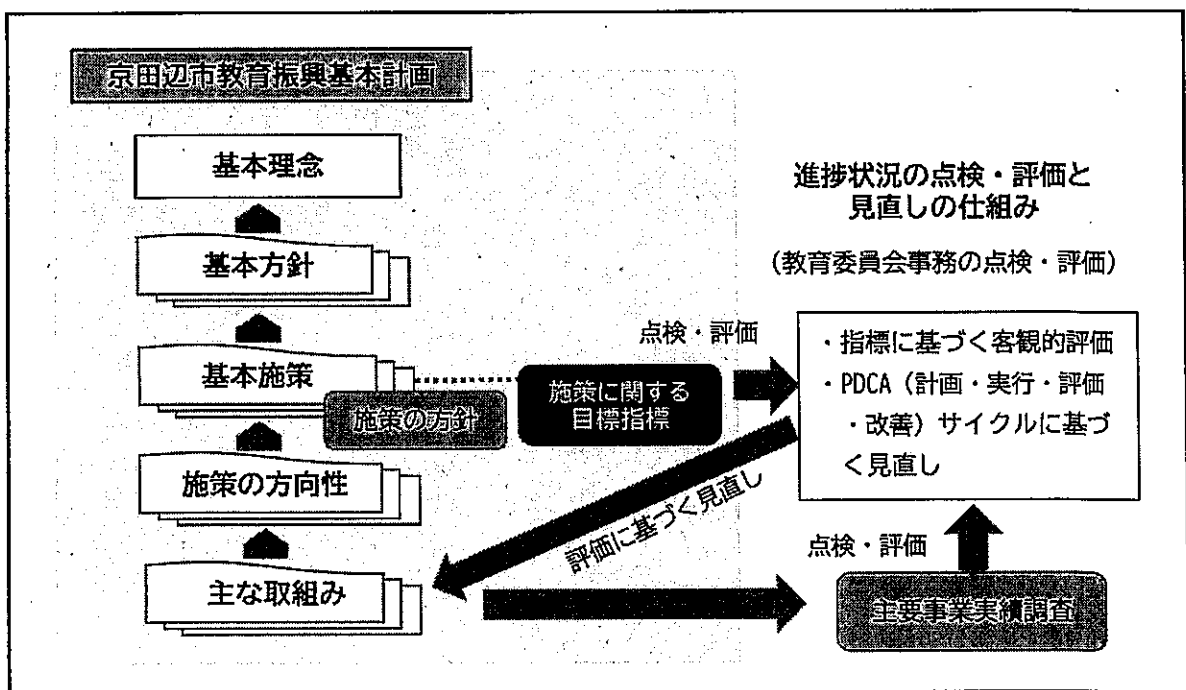 京田辺市教育振興基本計画
基本理念
基本方針
基本施策
施策の方針
施策の方向性
主な取組み
施策に関する
目標指標
点検・評価
進捗状況の点検・評価と
見直しの仕組み
（教育委員会事務の点検・評価）
・指標に基づく客観的評価
・PDCA（計画・実行・評価
・改善）サイクルに基づ
く見直し
評価に基づく見直し
点検・評価
主要事業実績調査